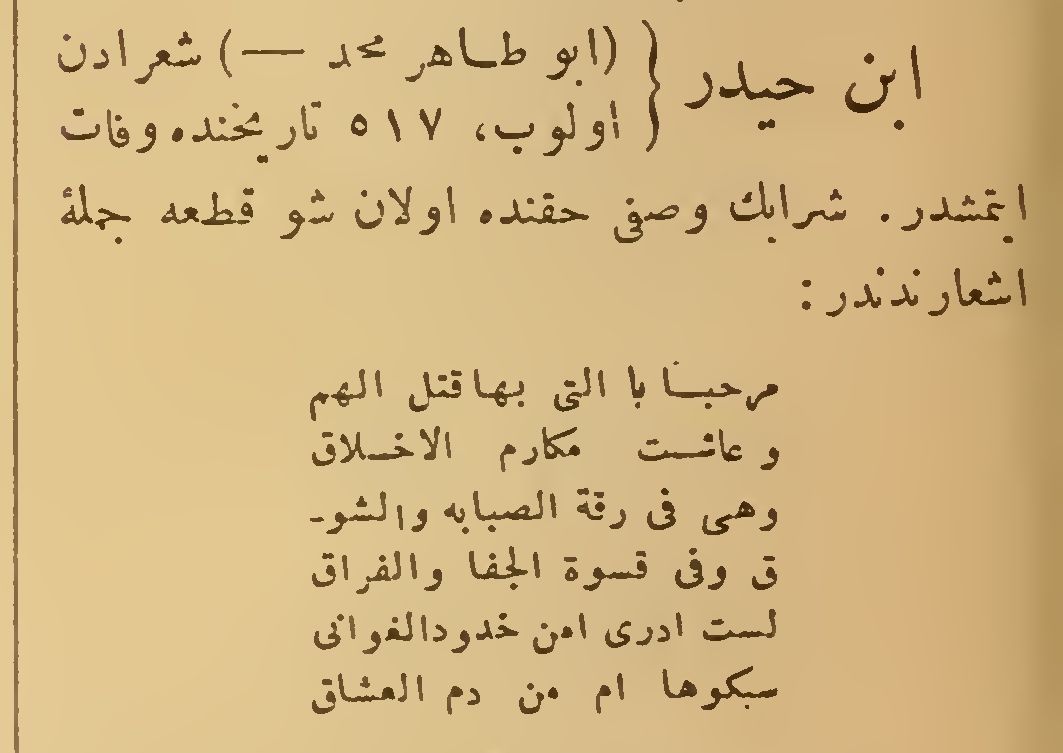 ابن حيدر { (ابو طاهر محمد —) شعرادن
اولوب، ٥١٧ تاريخنده وفات
ايتمشدر. شرابك وصفى حقنده اولان شو قطعه جملهٔ
اشعارندندر:
مرحبا با التى بها قتل الهم
وعاشت مكارم الاخلاق
وهى فى رقة الصبابه والشو-
ق وفى قسوة الجفا والفراق
لست ادرى امن خدود الغوانى
سبكوها ام من دم العشاق